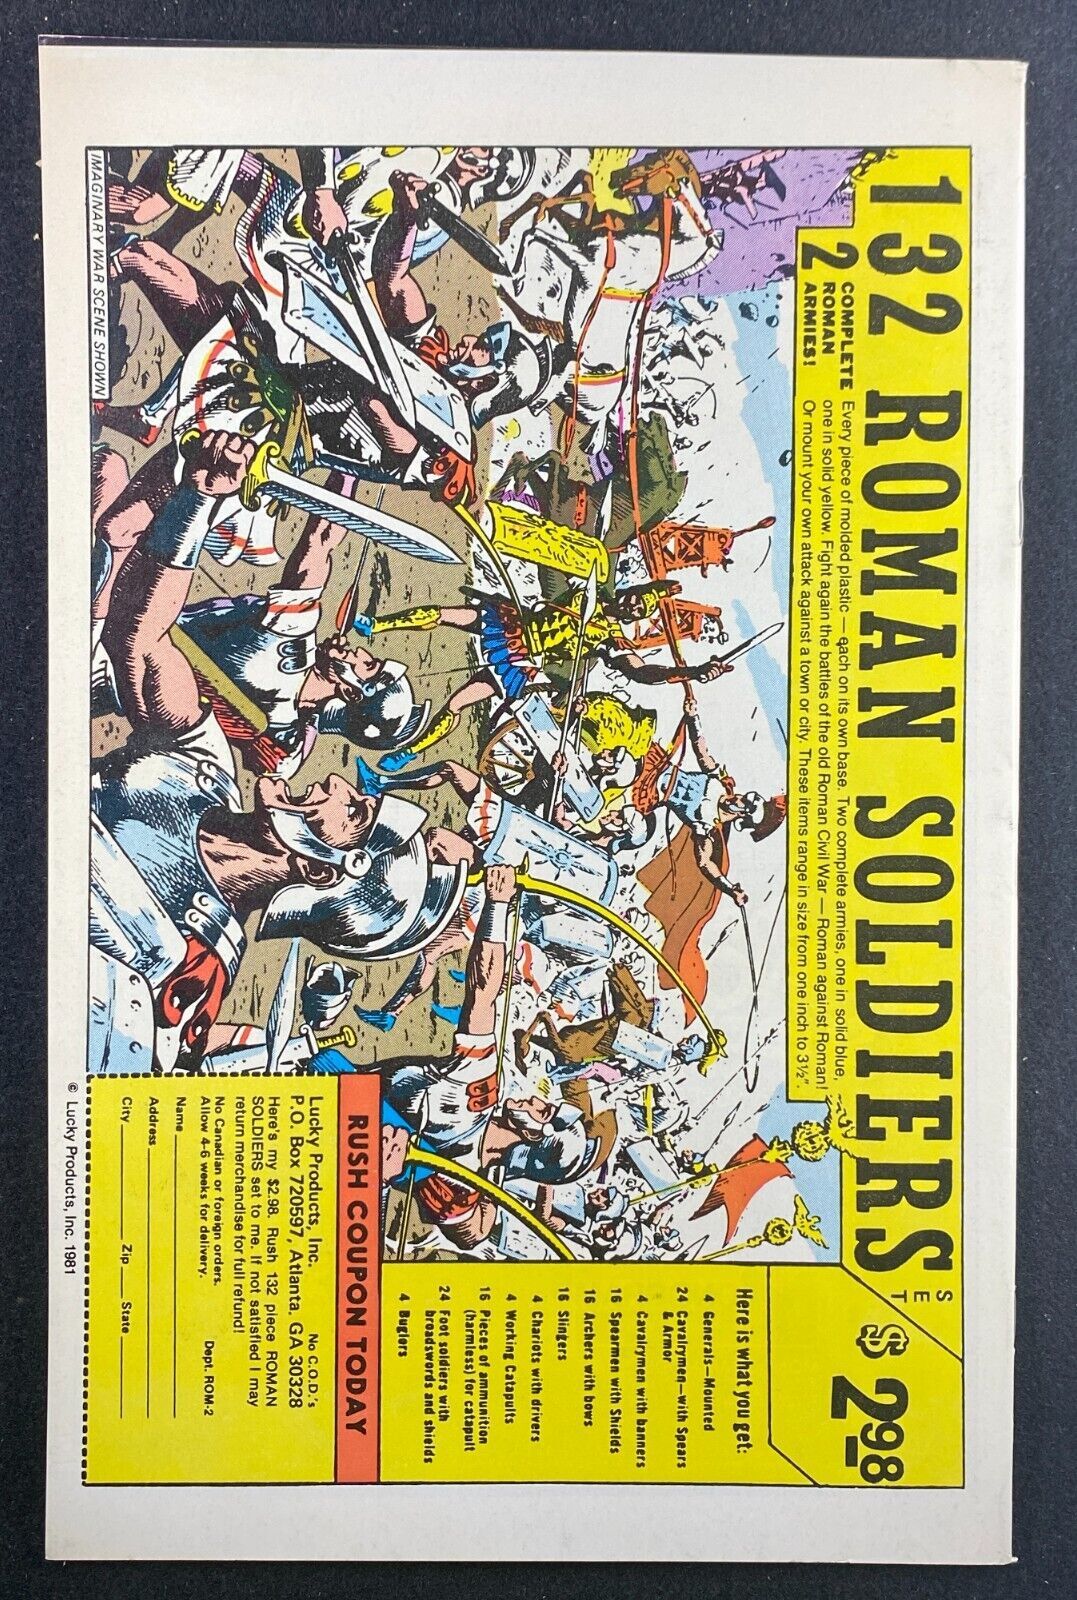 132 ROMAN SOLDIERS SET
$2.98
2 COMPLETE ROMAN ARMIES!
Every piece of molded plastic — each on its own base. Two complete armies, one in solid blue,
one in solid yellow. Fight again the battles of the old Roman Civil War — Roman against Roman!
Or mount your own attack against a town or city. These items range in size from one inch to 3½".
Here is what you get:
4 Generals—Mounted
24 Cavalrymen—with Spears
& Armor
4 Cavalrymen with banners
16 Spearmen with Shields
16 Archers with bows
16 Slingers
4 Chariots with drivers
4 Working Catapults
16 Pieces of ammunition
(harmless) for catapult
24 Foot soldiers with
broadswords and shields
4 Buglors
RUSH COUPON TODAY
Lucky Products, Inc. No C.O.D.'s
P.O. Box 720597, Atlanta, GA 30328
Here's my $2.98. Rush 132 piece ROMAN
SOLDIERS set to me. If not satisfied I may
return merchandise for full refund!
No Canadian or foreign orders. Dept. ROM-2
Allow 4-6 weeks for delivery.
Name
Address
City Zip State
IMAGINARY WAR SCENE SHOWN
© Lucky Products, Inc. 1981